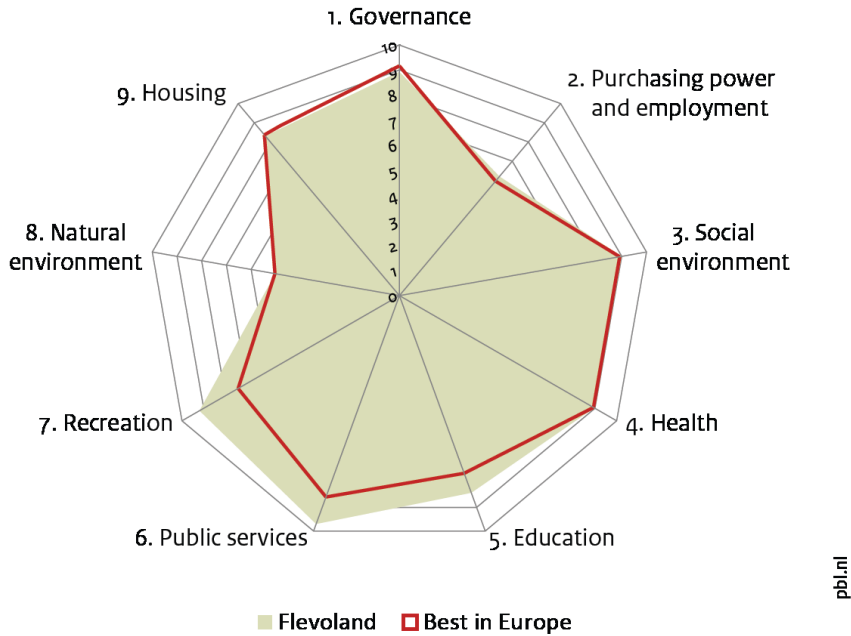 1. Governance
10
9
8
7
6
5
4
3
2
1
0
2. Purchasing power
and employment
3. Social
environment
4. Health
5. Education
6. Public services
7. Recreation
8. Natural
environment
9. Housing
Flevoland
Best in Europe
pbl.nl